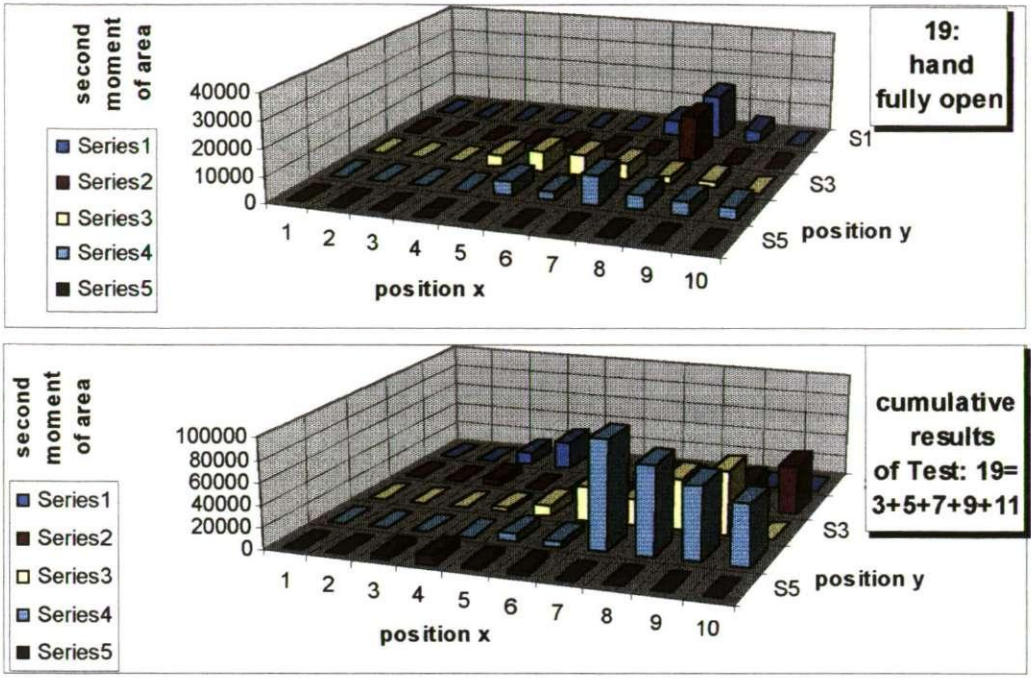 second
moment
of area
40000
30000
20000
10000
0
1 2 3 4 5 6 7 8 9 10
position x
S1
S3
S5
position y
Series1
Series2
Series3
Series4
Series5
19:
hand
fully open
second
moment
of area
100000
80000
60000
40000
20000
0
1 2 3 4 5 6 7 8 9 10
position x
S3
S5
position y
Series1
Series2
Series3
Series4
Series5
cumulative
results
of Test: 19=
3+5+7+9+11